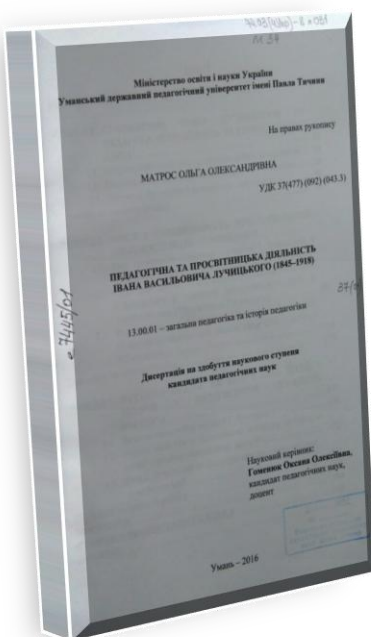 Міністерство освіти і науки України
Уманський державний педагогічний університет імені Павла Тичини
На правах рукопису
МАТРОС ОЛЬГА ОЛЕКСАНДРІВНА
УДК 37(477) (092) (043.3)
ПЕДАГОГІЧНА ТА ПРОСВІТНИЦЬКА ДІЯЛЬНІСТЬ
ІВАНА ВАСИЛЬОВИЧА ЛУЧИЦЬКОГО (1845–1918)
13.00.01 – загальна педагогіка та історія педагогіки
Дисертація на здобуття наукового ступеня
кандидата педагогічних наук
Науковий керівник:
Гоменюк Оксана Олексіївна,
кандидат педагогічних наук,
доцент
Умань – 2016
е 7445/01